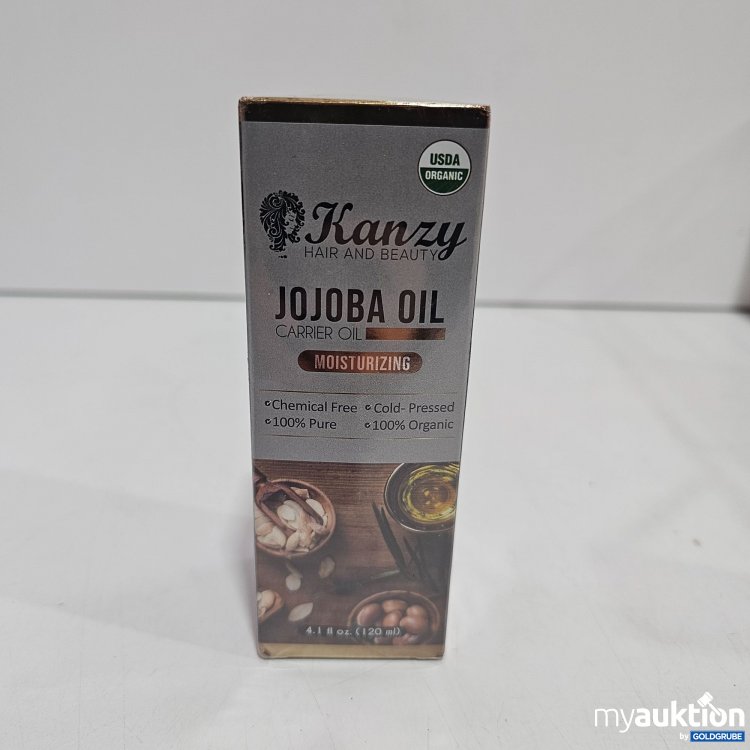 USDA
ORGANIC
Kanzy
HAIR AND BEAUTY
JOJOBA OIL
CARRIER OIL
MOISTURIZING
Chemical Free Cold- Pressed
100% Pure 100% Organic
4.1 fl oz. (120 ml)
myauktion
by GOLDGRUBE